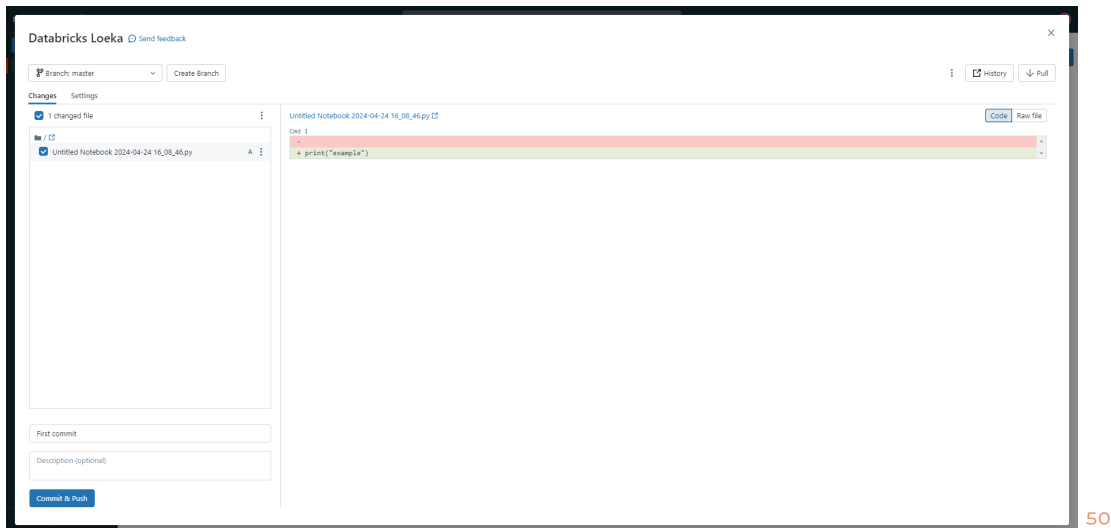 Databricks Loeka Send feedback
Branch: master Create Branch History Pull
Changes Settings
1 changed file
/
Untitled Notebook 2024-04-24 16_08_46.py A
First commit
Description (optional)
Commit & Push
Untitled Notebook 2024-04-24 16_08_46.py Code Raw file
Cmd 1
-
+ print("example")
50